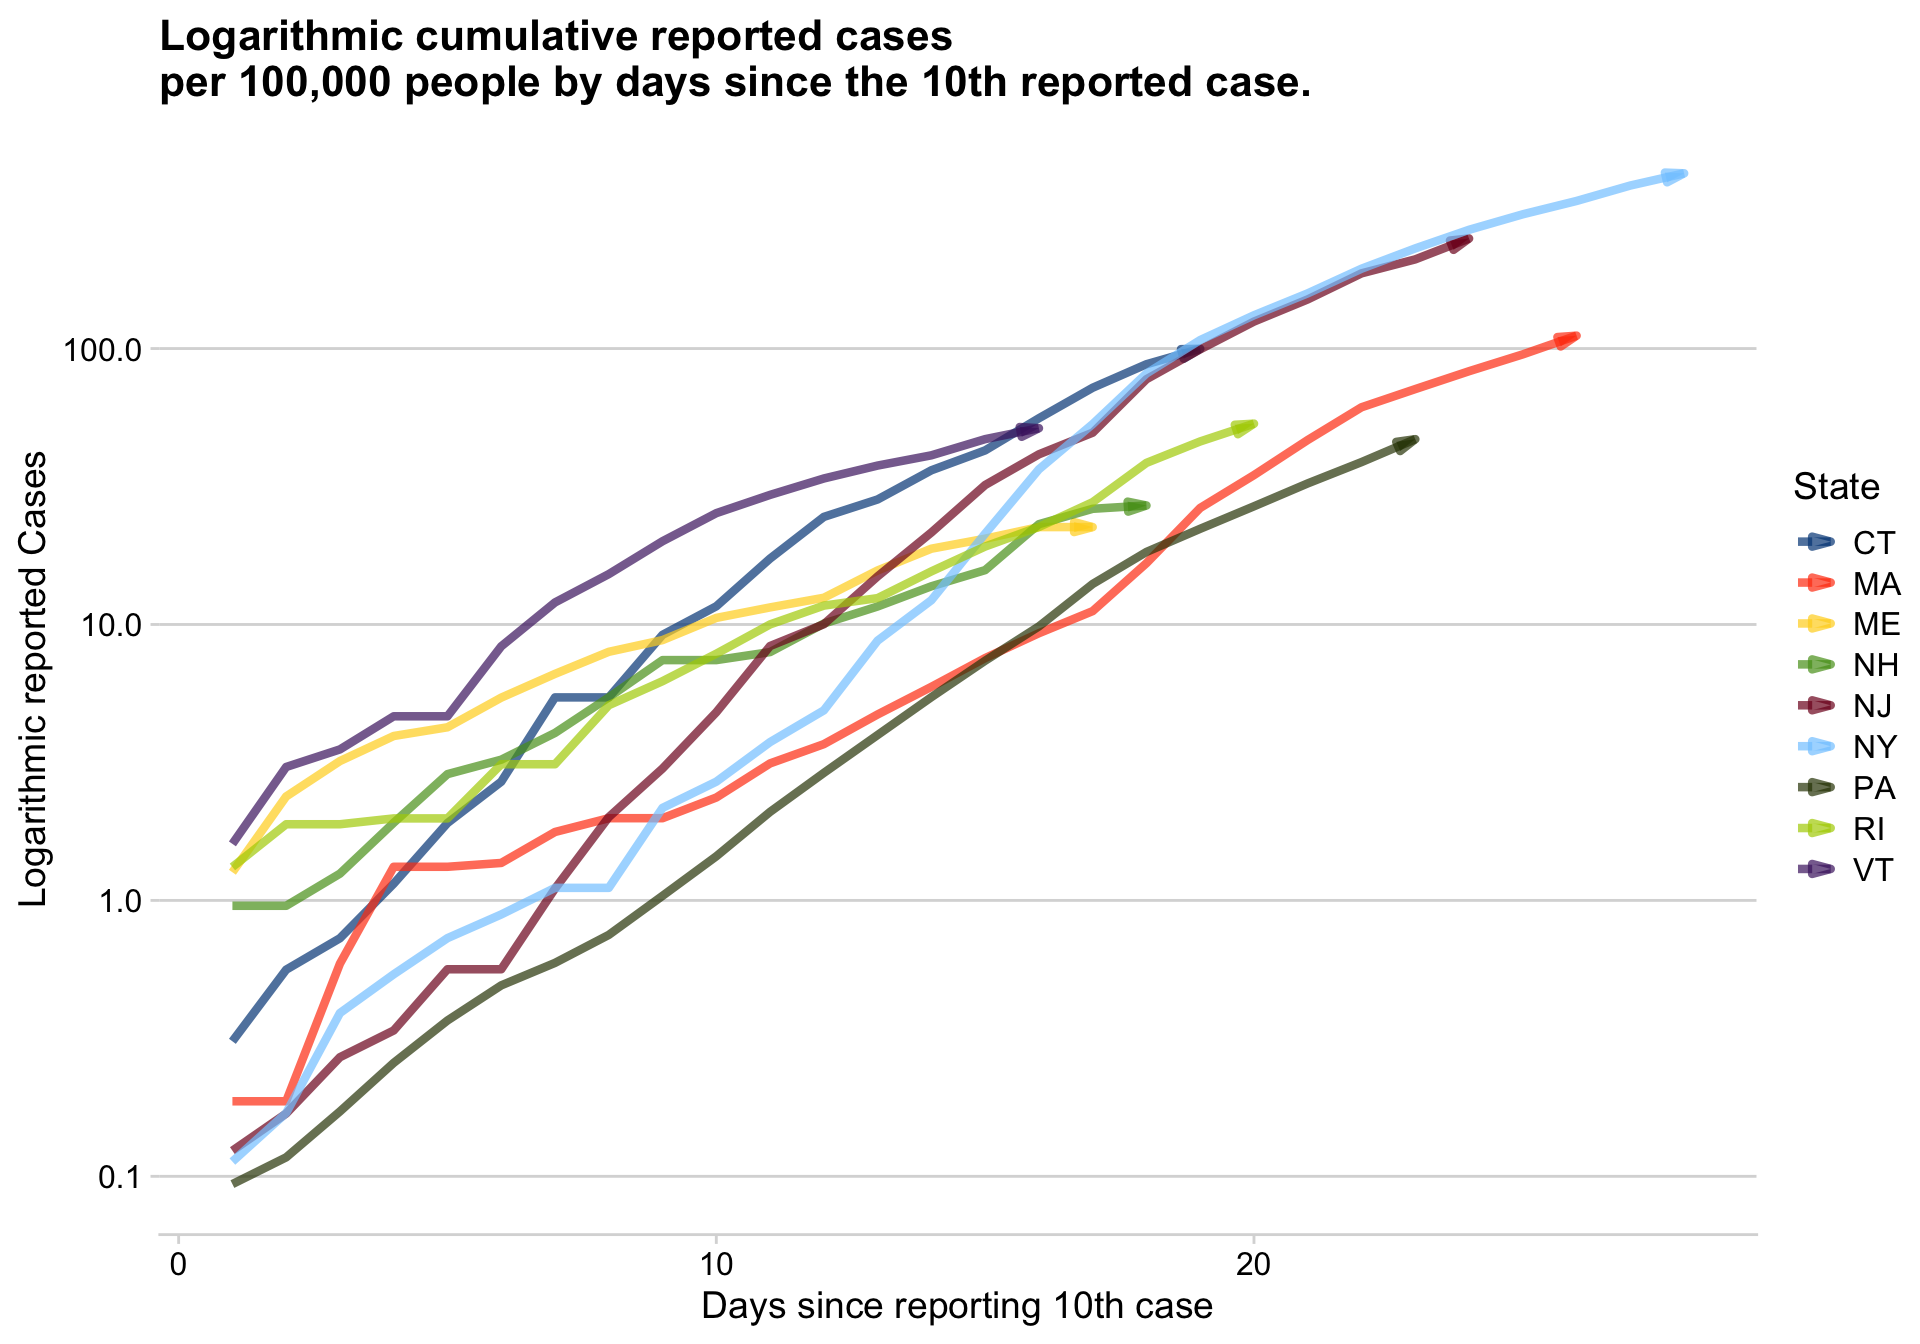 Logarithmic cumulative reported cases
per 100,000 people by days since the 10th reported case.
Logarithmic reported Cases
100.0
10.0
1.0
0.1
0
10
20
Days since reporting 10th case
State
CT
MA
ME
NH
NJ
NY
PA
RI
VT